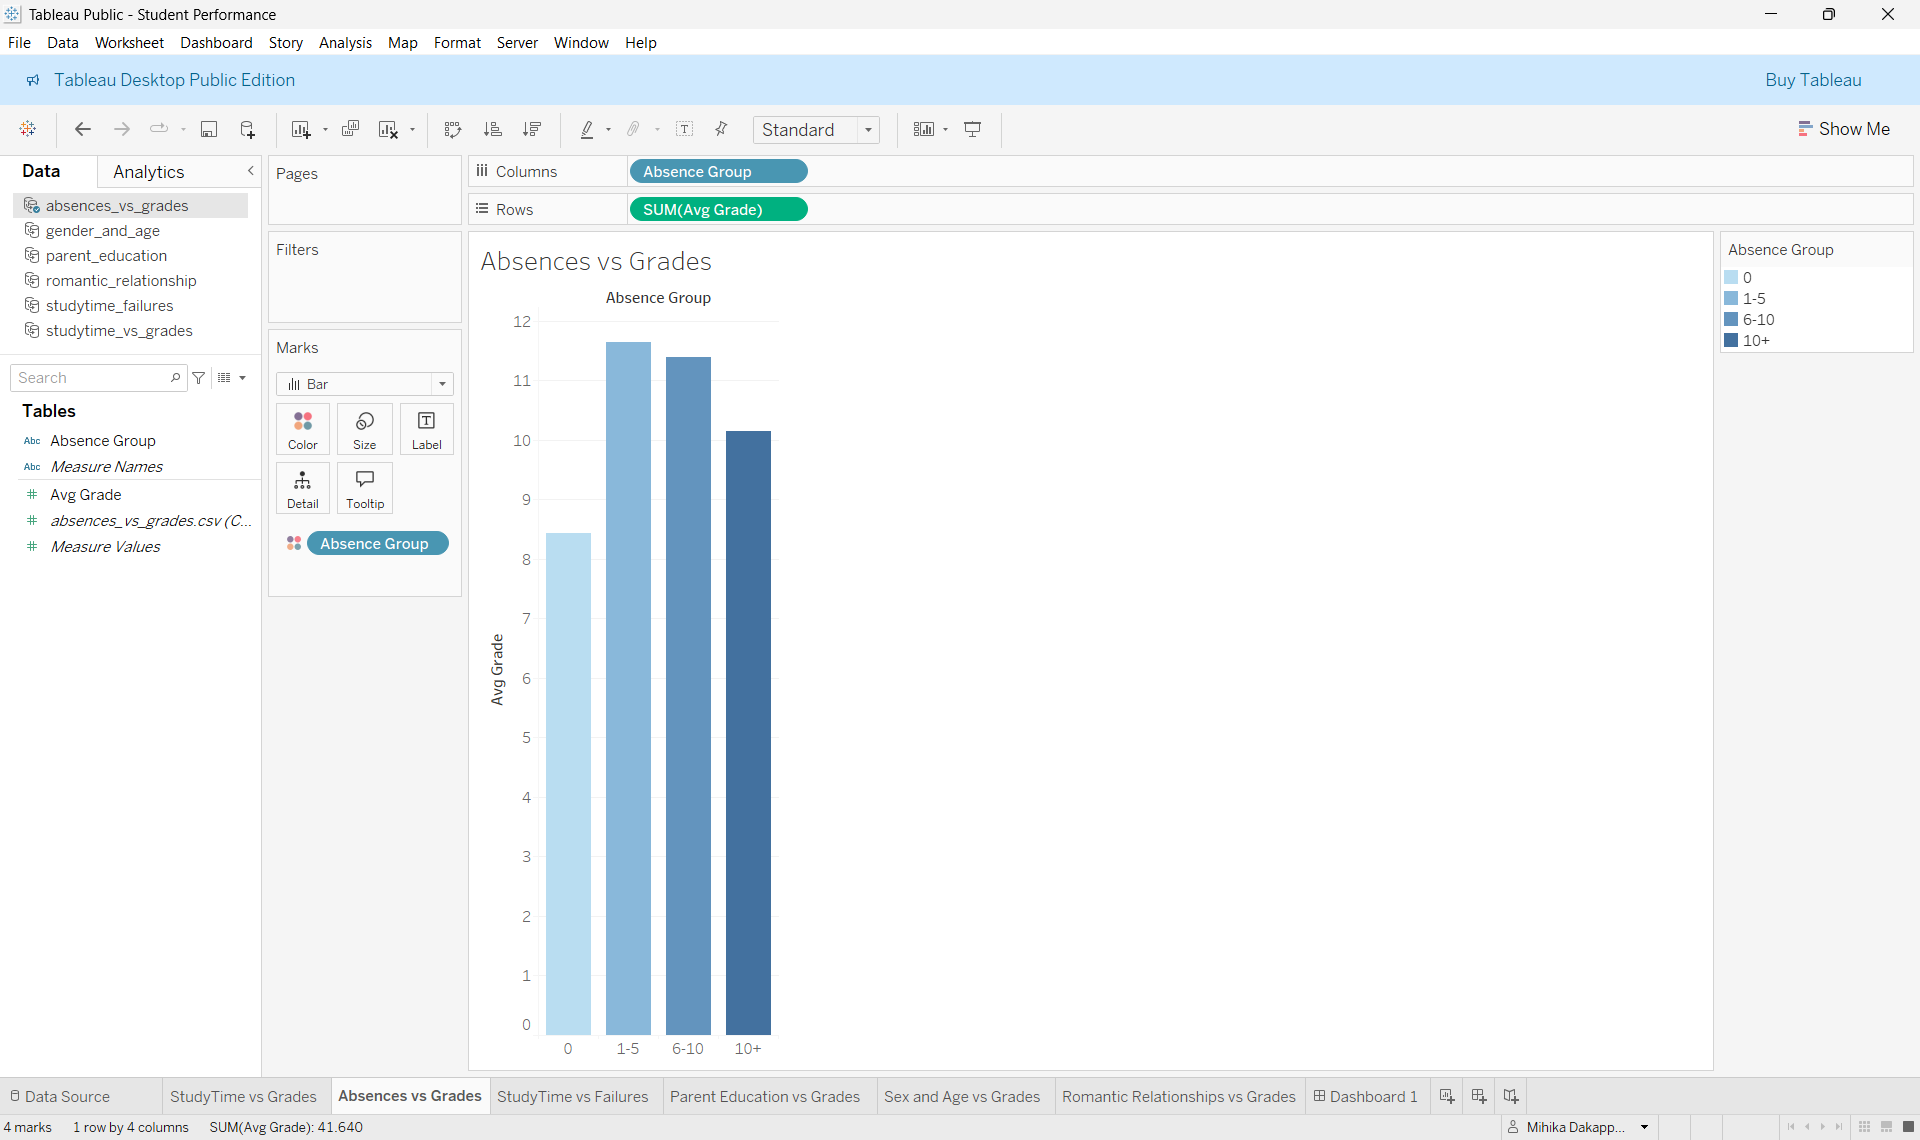 Tableau Public - Student Performance
File Data Worksheet Dashboard Story Analysis Map Format Server Window Help
Tableau Desktop Public Edition
Buy Tableau
Standard
Show Me
Data
Analytics
absences_vs_grades
gender_and_age
parent_education
romantic_relationship
studytime_failures
studytime_vs_grades
Search
Tables
Abc Absence Group
Abc Measure Names
# Avg Grade
# absences_vs_grades.csv (C...
# Measure Values
Pages
Filters
Marks
Bar
Color
Size
T
Label
Detail
Tooltip
Absence Group
Columns
Absence Group
Rows
SUM(Avg Grade)
Absences vs Grades
Absence Group
12
11
10
9
8
7
6
5
4
3
2
1
0
Avg Grade
0
1-5
6-10
10+
Absence Group
0
1-5
6-10
10+
Data Source
StudyTime vs Grades
Absences vs Grades
StudyTime vs Failures
Parent Education vs Grades
Sex and Age vs Grades
Romantic Relationships vs Grades
Dashboard 1
4 marks
1 row by 4 columns
SUM(Avg Grade): 41.640
Mihika Dakapp...